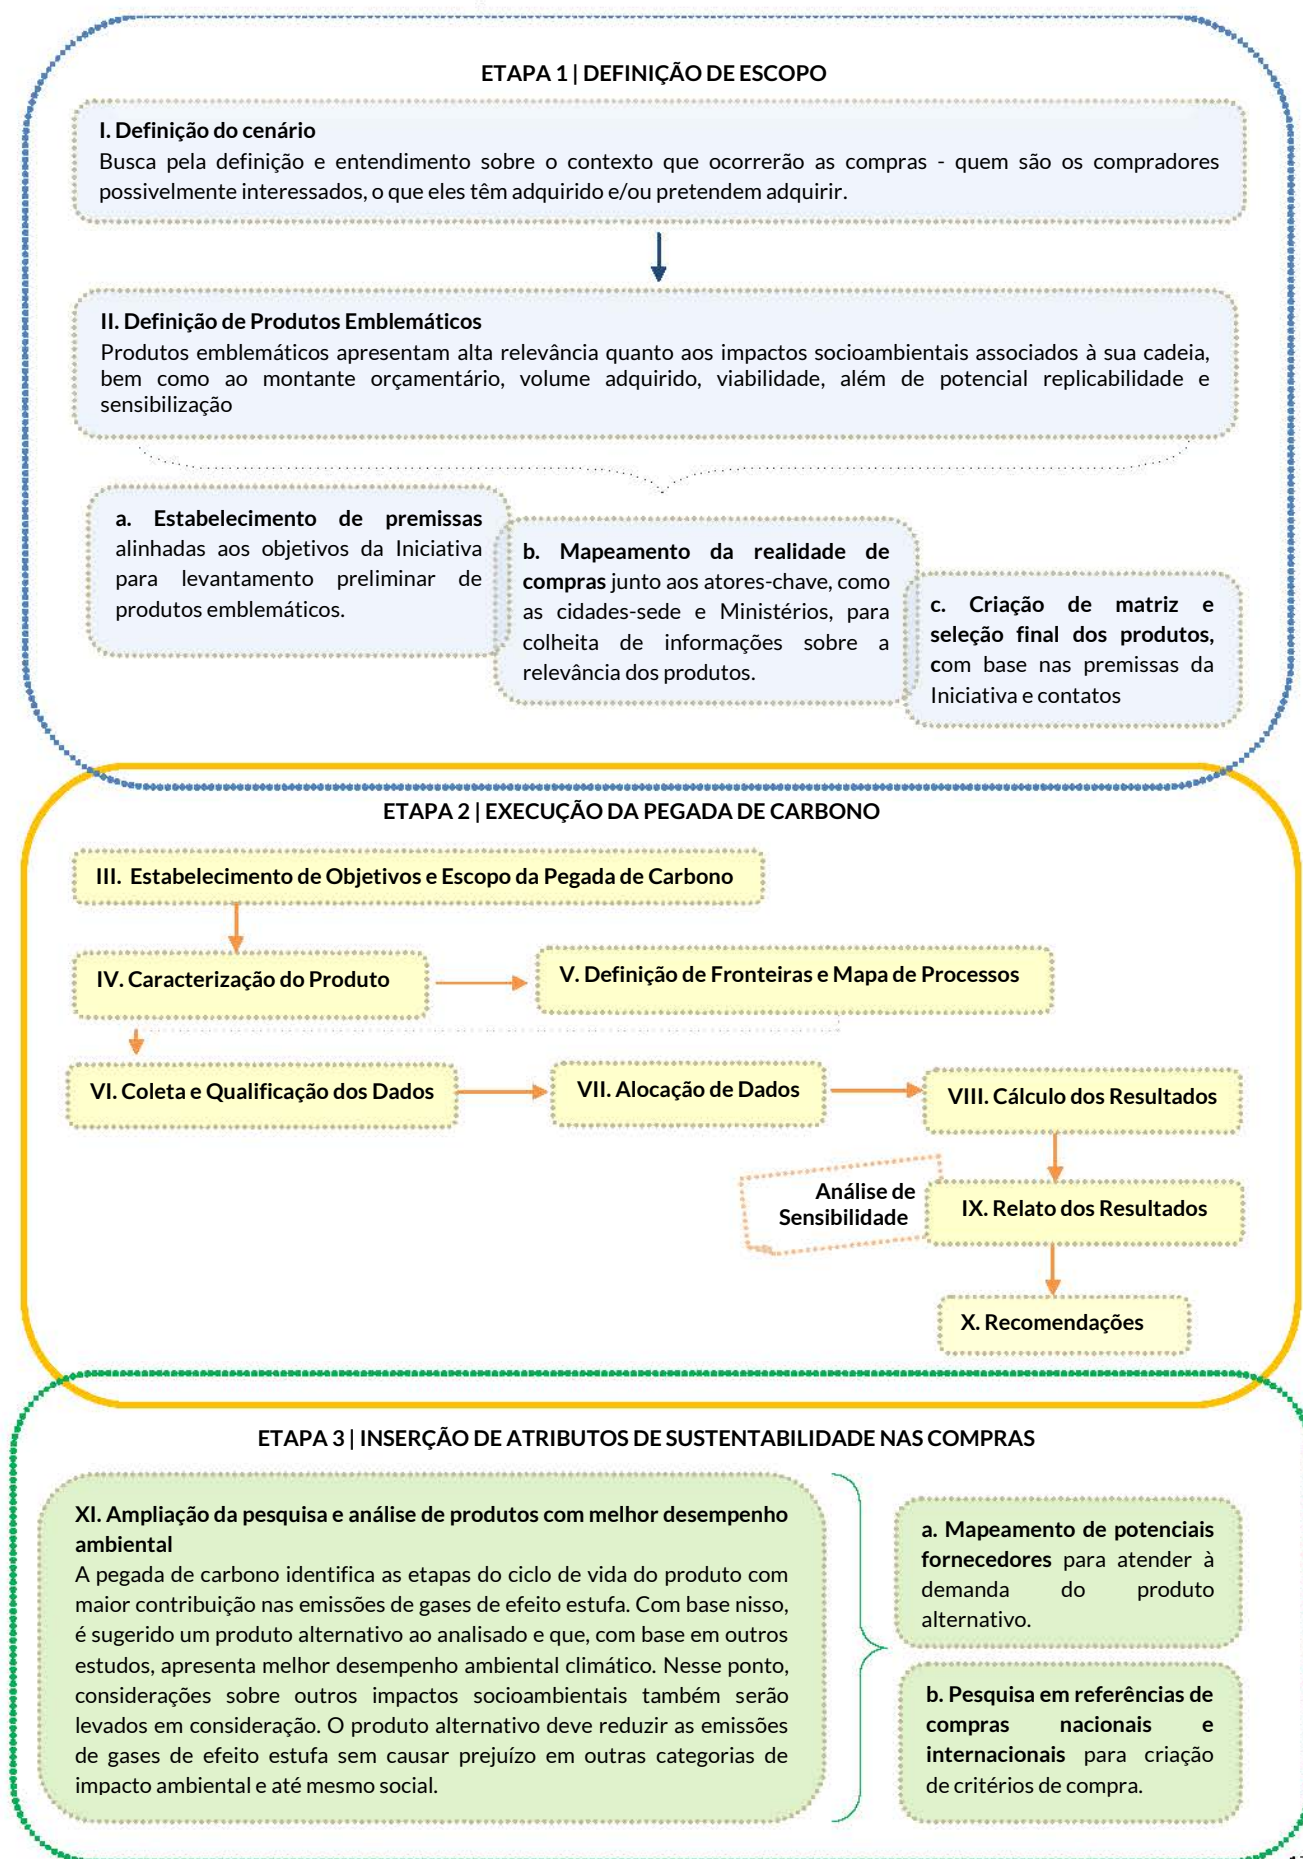 ETAPA 1 | DEFINIÇÃO DE ESCOPO
I. Definição do cenário
Busca pela definição e entendimento sobre o contexto que ocorrerão as compras - quem são os compradores
possivelmente interessados, o que eles têm adquirido e/ou pretendem adquirir.
II. Definição de Produtos Emblemáticos
Produtos emblemáticos apresentam alta relevância quanto aos impactos socioambientais associados à sua cadeia,
bem como ao montante orçamentário, volume adquirido, viabilidade, além de potencial replicabilidade e
sensibilização
a. Estabelecimento de premissas
alinhadas aos objetivos da Iniciativa
para levantamento preliminar de
produtos emblemáticos.
b. Mapeamento da realidade de
compras junto aos atores-chave, como
as cidades-sede e Ministérios, para
colheita de informações sobre a
relevância dos produtos.
c. Criação de matriz e
seleção final dos produtos,
com base nas premissas da
Iniciativa e contatos
ETAPA 2 | EXECUÇÃO DA PEGADA DE CARBONO
III. Estabelecimento de Objetivos e Escopo da Pegada de Carbono
IV. Caracterização do Produto
V. Definição de Fronteiras e Mapa de Processos
VI. Coleta e Qualificação dos Dados
VII. Alocação de Dados
VIII. Cálculo dos Resultados
Análise de
Sensibilidade
IX. Relato dos Resultados
X. Recomendações
ETAPA 3 | INSERÇÃO DE ATRIBUTOS DE SUSTENTABILIDADE NAS COMPRAS
XI. Ampliação da pesquisa e análise de produtos com melhor desempenho
ambiental
A pegada de carbono identifica as etapas do ciclo de vida do produto com
maior contribuição nas emissões de gases de efeito estufa. Com base nisso,
é sugerido um produto alternativo ao analisado e que, com base em outros
estudos, apresenta melhor desempenho ambiental climático. Nesse ponto,
considerações sobre outros impactos socioambientais também serão
levados em consideração. O produto alternativo deve reduzir as emissões
de gases de efeito estufa sem causar prejuízo em outras categorias de
impacto ambiental e até mesmo social.
a. Mapeamento de potenciais
fornecedores para atender à
demanda do produto
alternativo.
b. Pesquisa em referências de
compras nacionais e
internacionais para criação
de critérios de compra.